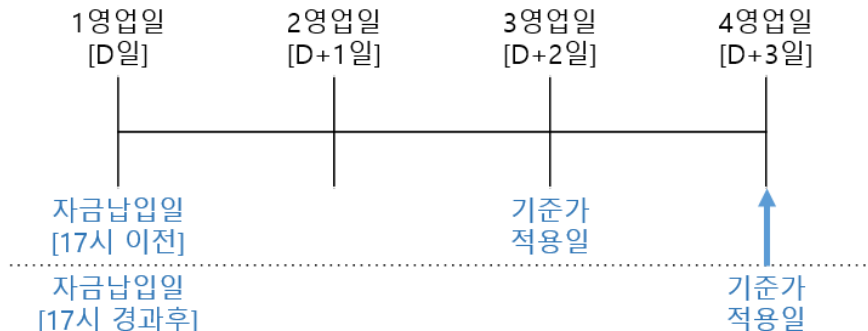 1영업일 2영업일 3영업일 4영업일
[D일] [D+1일] [D+2일] [D+3일]
자금납입일 기준가
[17시 이전] 적용일
자금납입일 기준가
[17시 경과후] 적용일